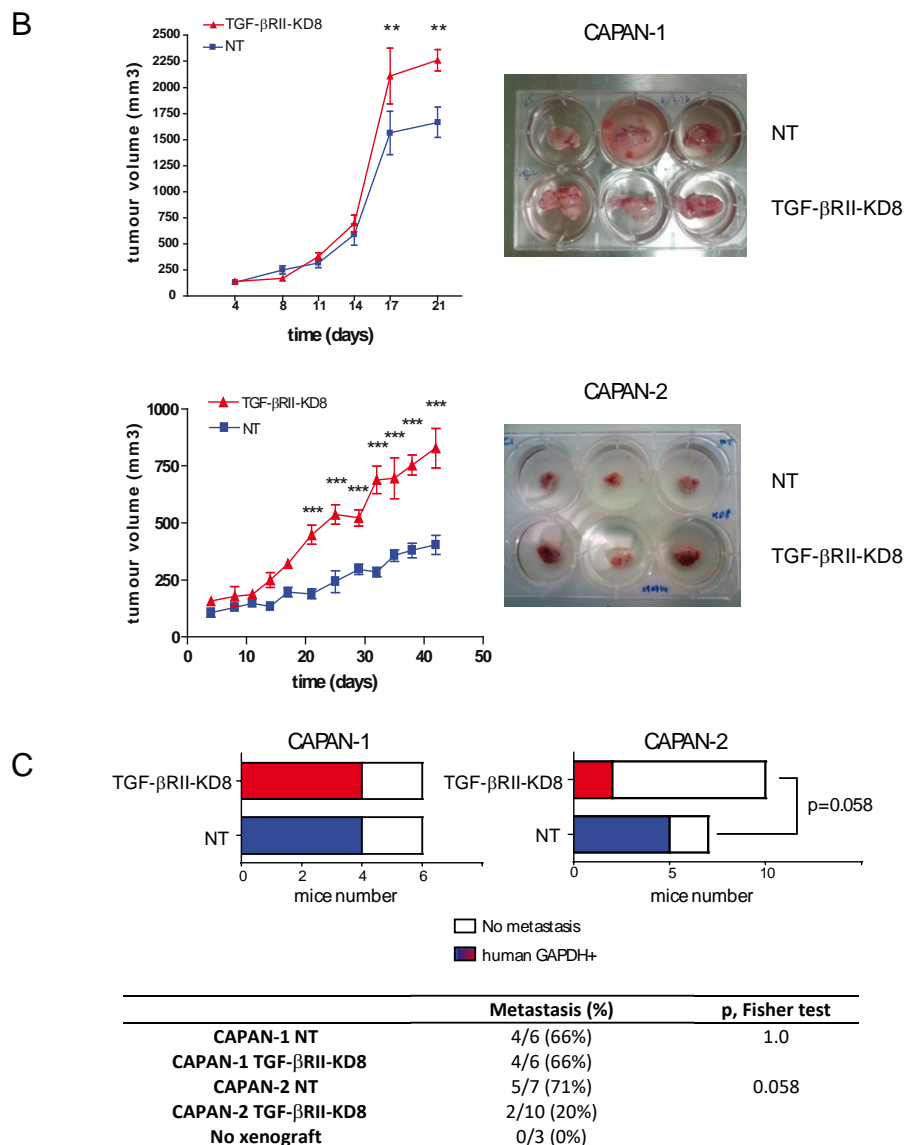 B
TGF-βRII-KD8
NT
tumour volume (mm3)
2500
2250
2000
1750
1500
1250
1000
750
500
250
0
** **
4 8 11 14 17 21
time (days)
CAPAN-1
NT
TGF-βRII-KD8
TGF-βRII-KD8
NT
tumour volume (mm3)
1000
750
500
250
0
*** *** *** *** *** *** ***
0 10 20 30 40 50
time (days)
CAPAN-2
NT
KD8
NT
TGF-βRII-KD8
C
CAPAN-1
TGF-βRII-KD8
NT
0 2 4 6
mice number
CAPAN-2
TGF-βRII-KD8
NT
p=0.058
0 5 10
mice number
No metastasis
human GAPDH+
Metastasis (%) p, Fisher test
CAPAN-1 NT 4/6 (66%) 1.0
CAPAN-1 TGF-βRII-KD8 4/6 (66%)
CAPAN-2 NT 5/7 (71%) 0.058
CAPAN-2 TGF-βRII-KD8 2/10 (20%)
No xenograft 0/3 (0%)